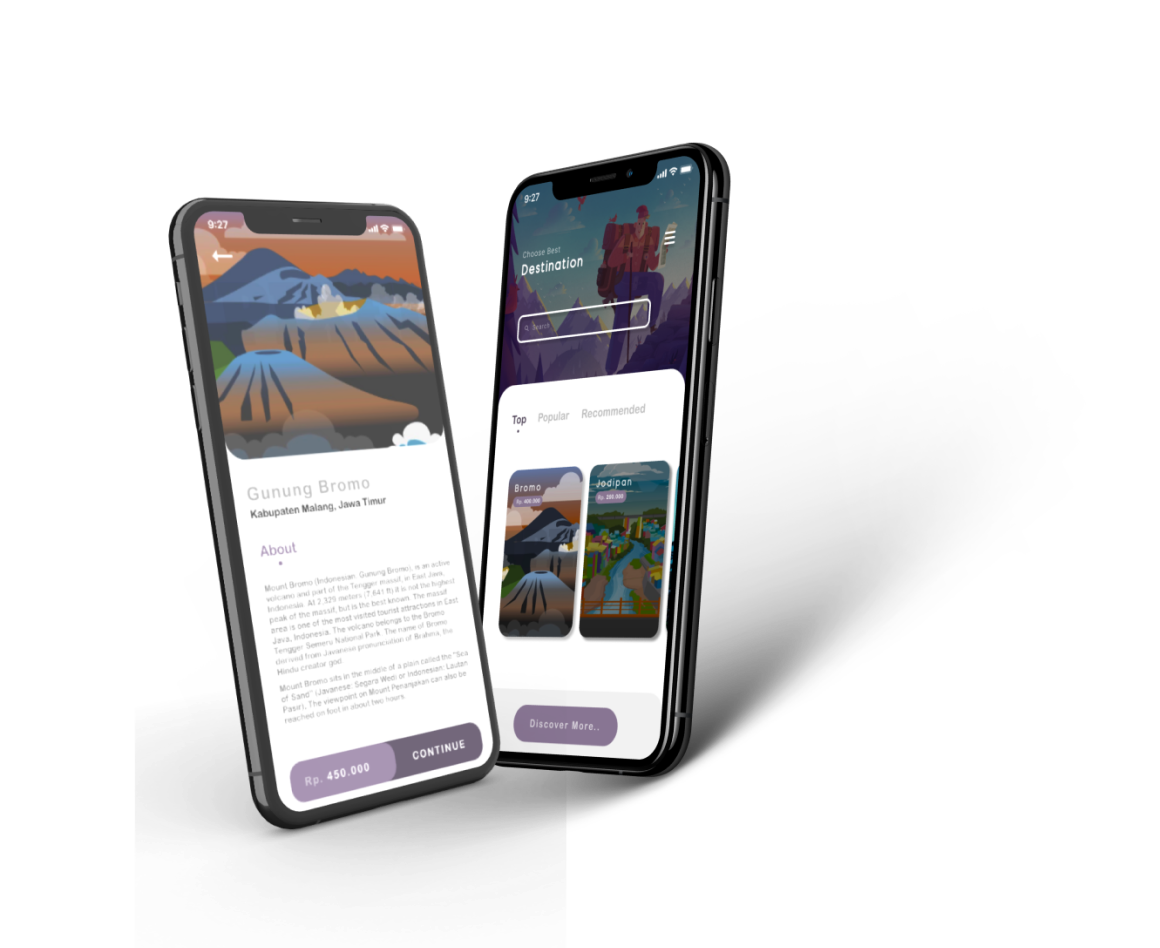 9:27
Gunung Bromo
Kabupaten Malang, Jawa Timur
About
Mount Bromo (Indonesian: Gunung Bromo), is an active
volcano and part of the Tengger massif, in East Java,
Indonesia. At 2,329 meters (7,641 ft) it is not the highest
peak of the massif, but is the best known. The massif
area is one of the most visited tourist attractions in East
Java, Indonesia. The volcano belongs to the Bromo
Tengger Semeru National Park. The name of Bromo
derived from Javanese pronunciation of Brahma, the
Hindu creator god.
Mount Bromo sits in the middle of a plain called the "Sea
of Sand" (Javanese: Segara Wedi or Indonesian: Lautan
Pasir). The viewpoint on Mount Penanjakan can also be
reached on foot in about two hours.
Rp. 450.000
CONTINUE
9:27
Choose Best
Destination
Search
Top
Popular
Recommended
Bromo
Rp.
Jodipan
Rp.
Discover More..